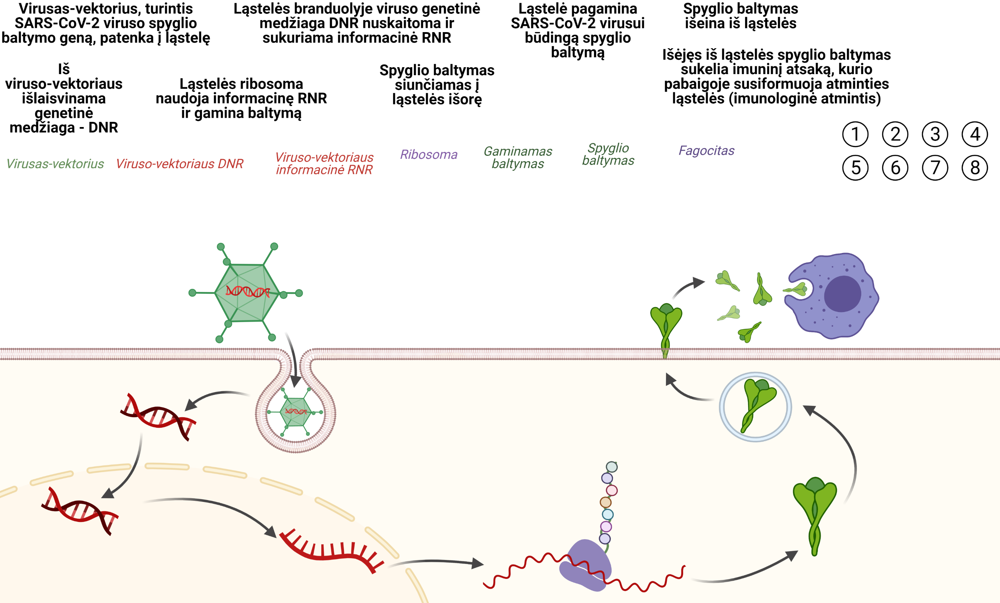 Virusas-vektorius, turintis
SARS-CoV-2 viruso spyglio
baltymo geną, patenka į ląstelę
Ląstelės branduolyje viruso genetinė
medžiaga DNR nuskaitoma ir
sukuriama informacinė RNR
Ląstelė pagamina
SARS-CoV-2 virusui
būdingą spyglio
baltymą
Spyglio baltymas
išeina iš ląstelės
Iš
viruso-vektoriaus
išlaisvinama
genetinė
medžiaga - DNR
Ląstelės ribosoma
naudoja informacinę RNR
ir gamina baltymą
Spyglio baltymas
siunčiamas į
ląstelės išorę
Išėjęs iš ląstelės spyglio baltymas
sukelia imuninį atsaką, kurio
pabaigoje susiformuoja atminties
ląstelės (imunologinė atmintis)
Virusas-vektorius
Viruso-vektoriaus DNR
Viruso-vektoriaus
informacinė RNR
Ribosoma
Gaminamas
baltymas
Spyglio
baltymas
Fagocitas
1 2 3 4
5 6 7 8